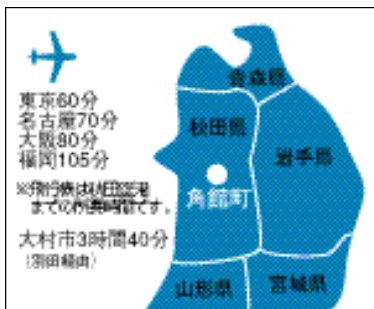 東京60分
名古屋70分
大阪80分
福岡105分
※飛行機は秋田空港
までの所要時間です。
大村市3時間40分
（羽田経由）
青森県
秋田県
岩手県
角館町
山形県
宮城県